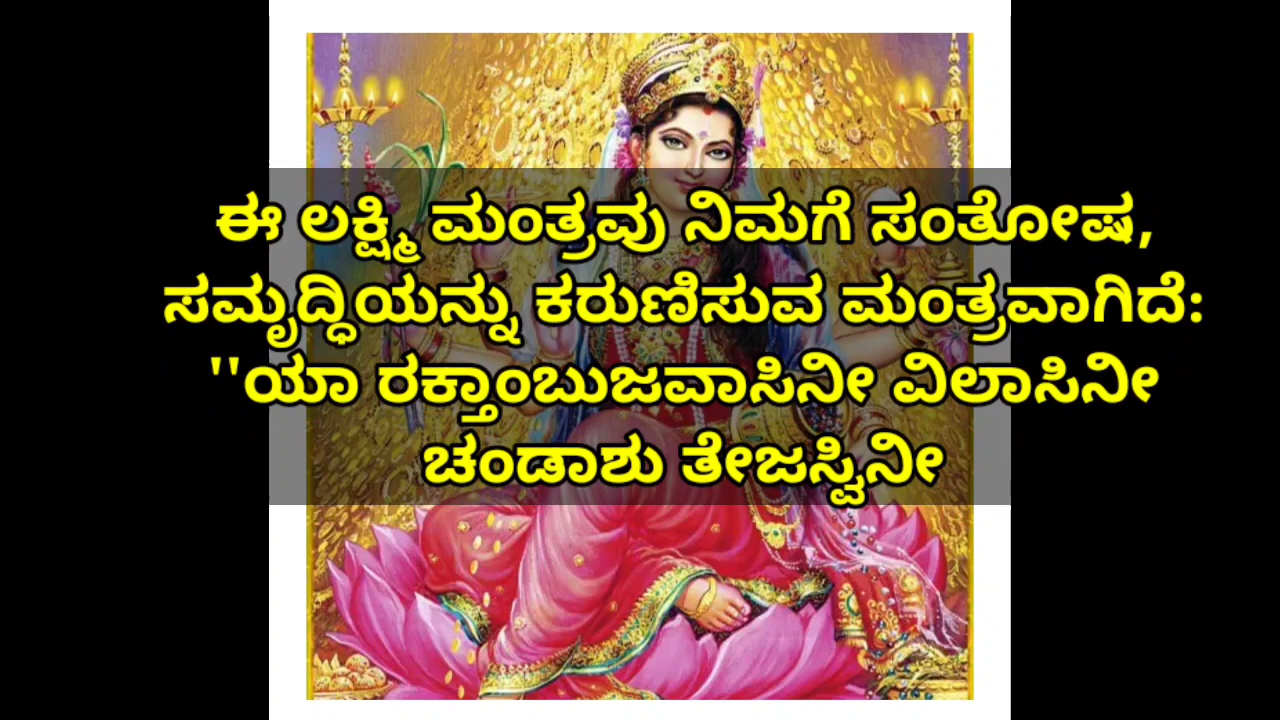 ಈ ಲಕ್ಷ್ಮಿ ಮಂತ್ರವು ನಿಮಗೆ ಸಂತೋಷ,
ಸಮೃದ್ಧಿಯನ್ನು ಕರುಣಿಸುವ ಮಂತ್ರವಾಗಿದೆ:
''ಯಾ ರಕ್ತಾಂಬುಜವಾಸಿನೀ ವಿಲಾಸಿನೀ
ಚಂಡಾಶು ತೇಜಸ್ವಿನೀ